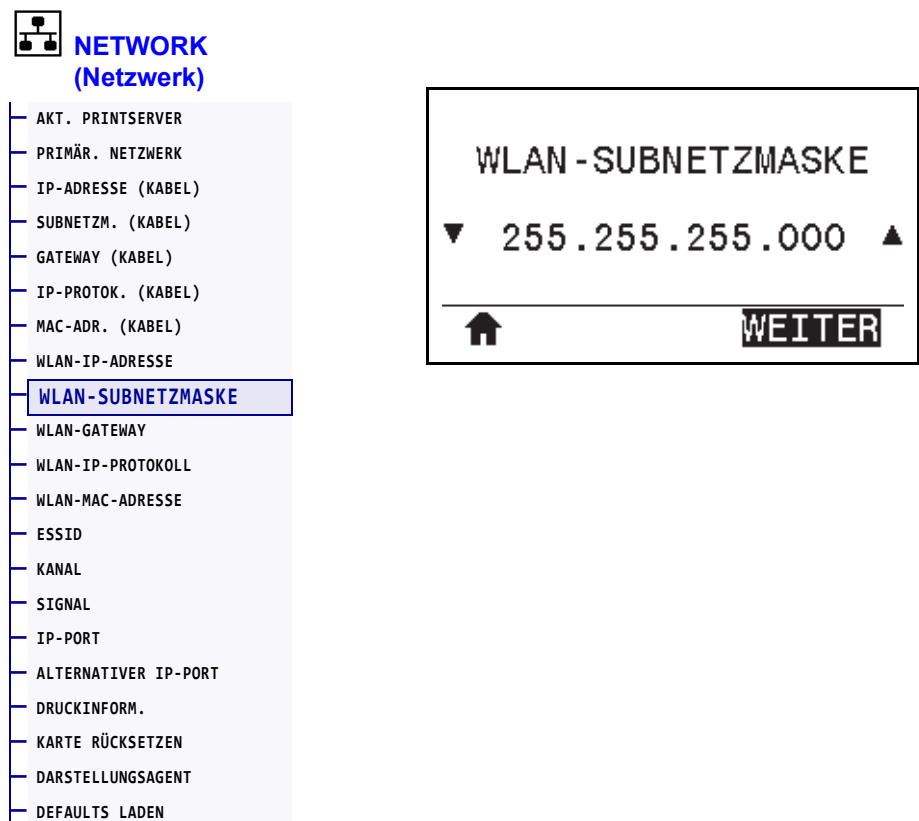 NETWORK
(Netzwerk)
AKT. PRINTSERVER
PRIMÄR. NETZWERK
IP-ADRESSE (KABEL)
SUBNETZM. (KABEL)
GATEWAY (KABEL)
IP-PROTOK. (KABEL)
MAC-ADR. (KABEL)
WLAN-IP-ADRESSE
WLAN-SUBNETZMASKE
WLAN-GATEWAY
WLAN-IP-PROTOKOLL
WLAN-MAC-ADRESSE
ESSID
KANAL
SIGNAL
IP-PORT
ALTERNATIVER IP-PORT
DRUCKINFORM.
KARTE RÜCKSETZEN
DARSTELLUNGSAGENT
DEFAULTS LADEN
WLAN-SUBNETZMASKE
255.255.255.000
WEITER